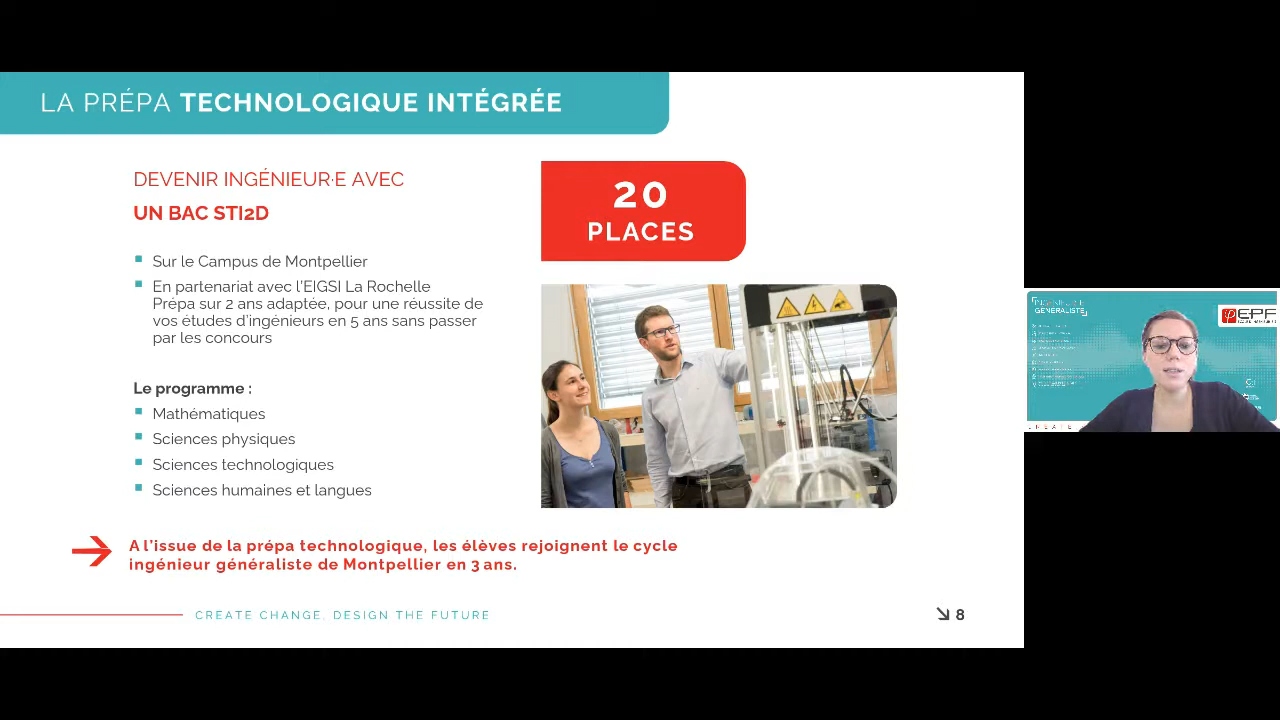 LA PRÉPA TECHNOLOGIQUE INTÉGRÉE
DEVENIR INGÉNIEUR·E AVEC
UN BAC STI2D
20
PLACES
Sur le Campus de Montpellier
En partenariat avec l'EIGSI La Rochelle
Prépa sur 2 ans adaptée, pour une réussite de
vos études d'ingénieurs en 5 ans sans passer
par les concours
Le programme :
Mathématiques
Sciences physiques
Sciences technologiques
Sciences humaines et langues
A l'issue de la prépa technologique, les élèves rejoignent le cycle
ingénieur généraliste de Montpellier en 3 ans.
CREATE CHANGE, DESIGN THE FUTURE
8
GÉNÉRALISTE
EPF